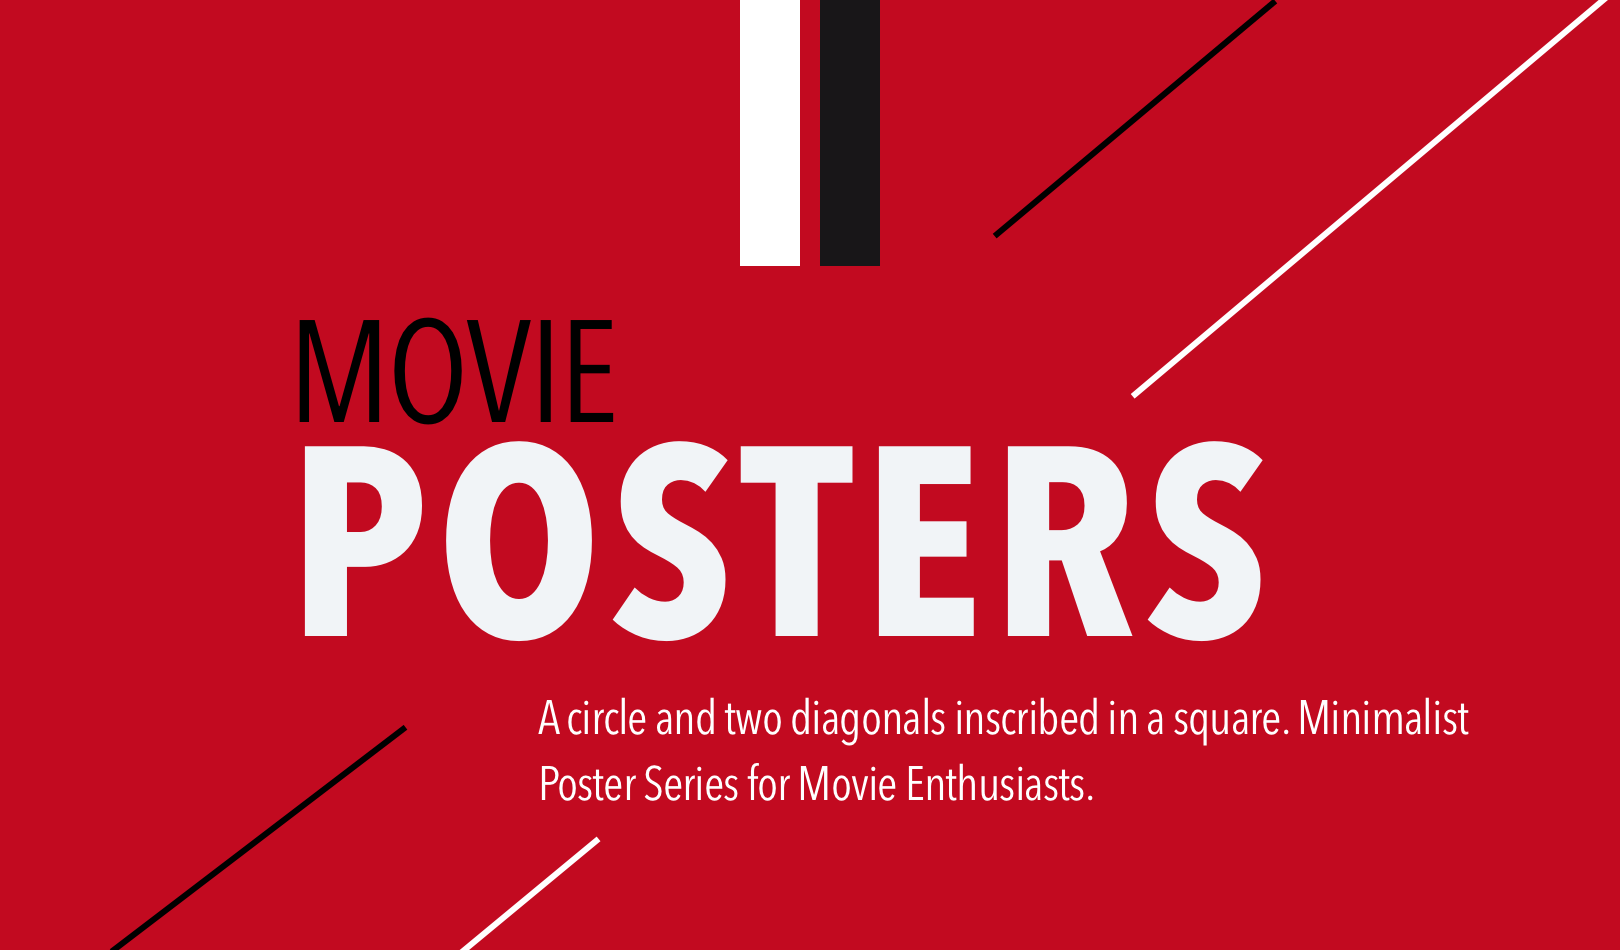 MOVIE
POSTERS
A circle and two diagonals inscribed in a square. Minimalist
Poster Series for Movie Enthusiasts.